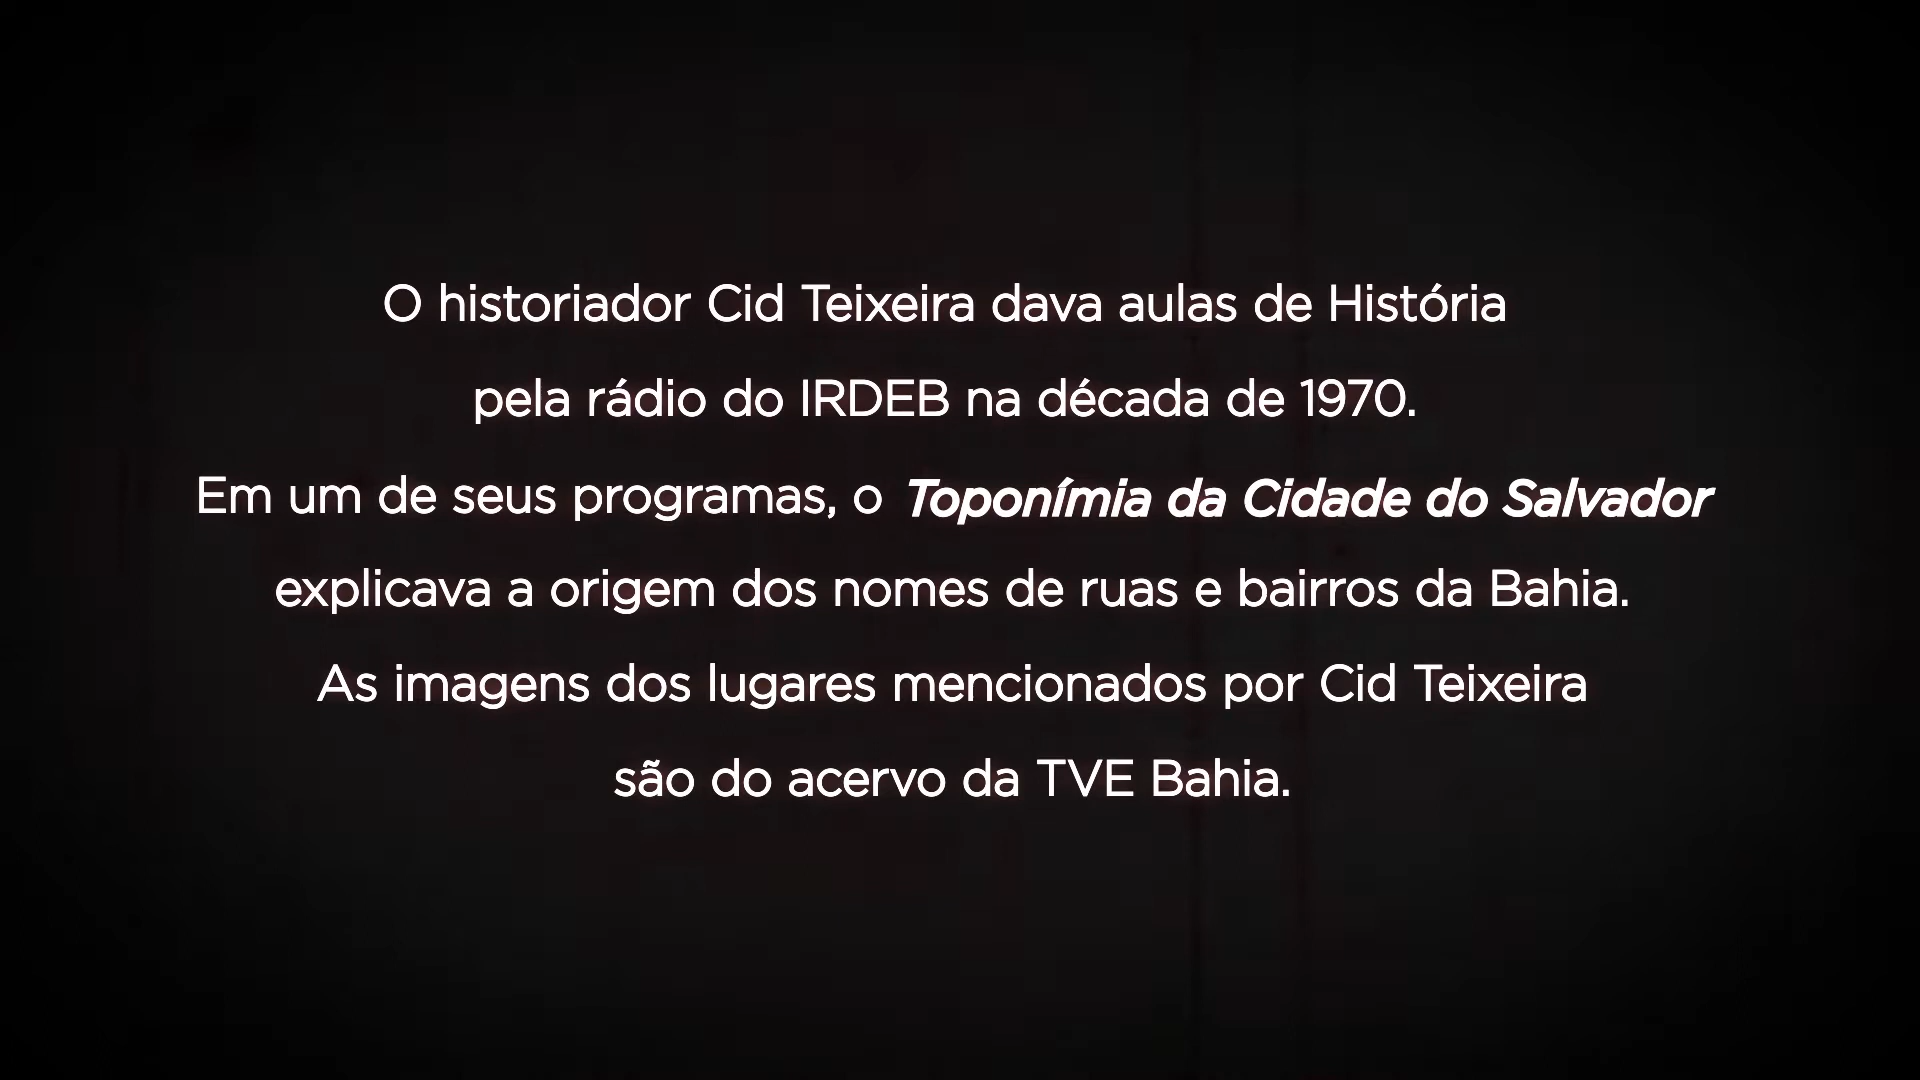 O historiador Cid Teixeira dava aulas de História
pela rádio do IRDEB na década de 1970.
Em um de seus programas, o Toponímia da Cidade do Salvador
explicava a origem dos nomes de ruas e bairros da Bahia.
As imagens dos lugares mencionados por Cid Teixeira
são do acervo da TVE Bahia.